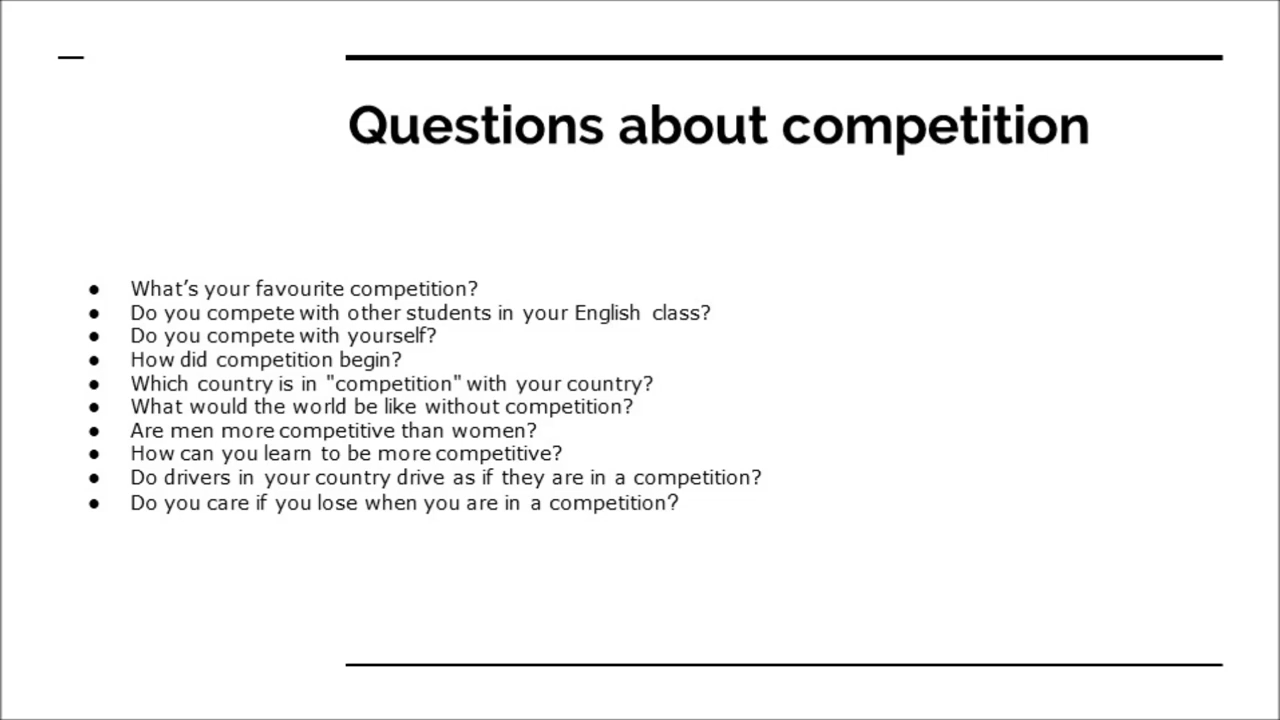 Questions about competition
● What’s your favourite competition?
● Do you compete with other students in your English class?
● Do you compete with yourself?
● How did competition begin?
● Which country is in "competition" with your country?
● What would the world be like without competition?
● Are men more competitive than women?
● How can you learn to be more competitive?
● Do drivers in your country drive as if they are in a competition?
● Do you care if you lose when you are in a competition?